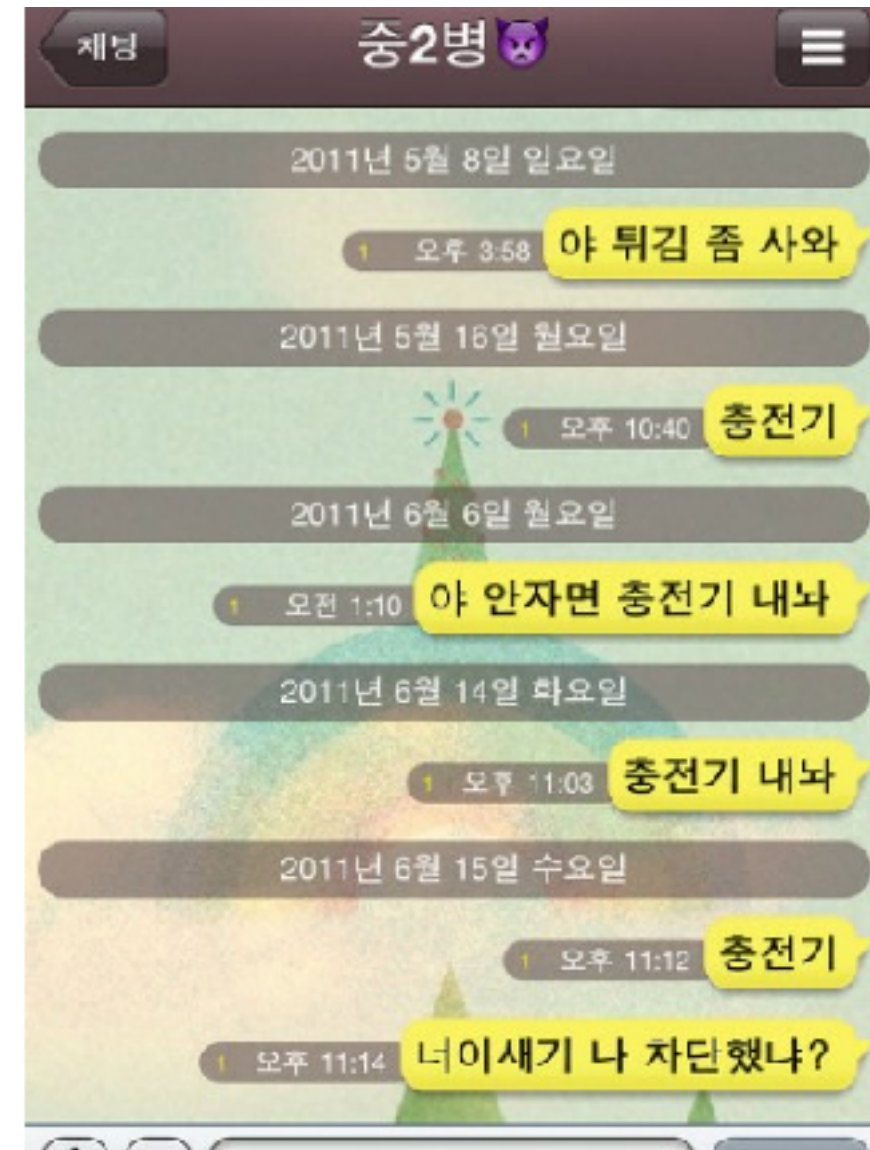 채팅
중2병👿
2011년 5월 8일 일요일
1 오후 3:58 야 튀김 좀 사와
2011년 5월 16일 월요일
1 오후 10:40 충전기
2011년 6월 6일 월요일
1 오전 1:10 야 안자면 충전기 내놔
2011년 6월 14일 화요일
1 오후 11:03 충전기 내놔
2011년 6월 15일 수요일
1 오후 11:12 충전기
1 오후 11:14 너이새기 나 차단했냐?